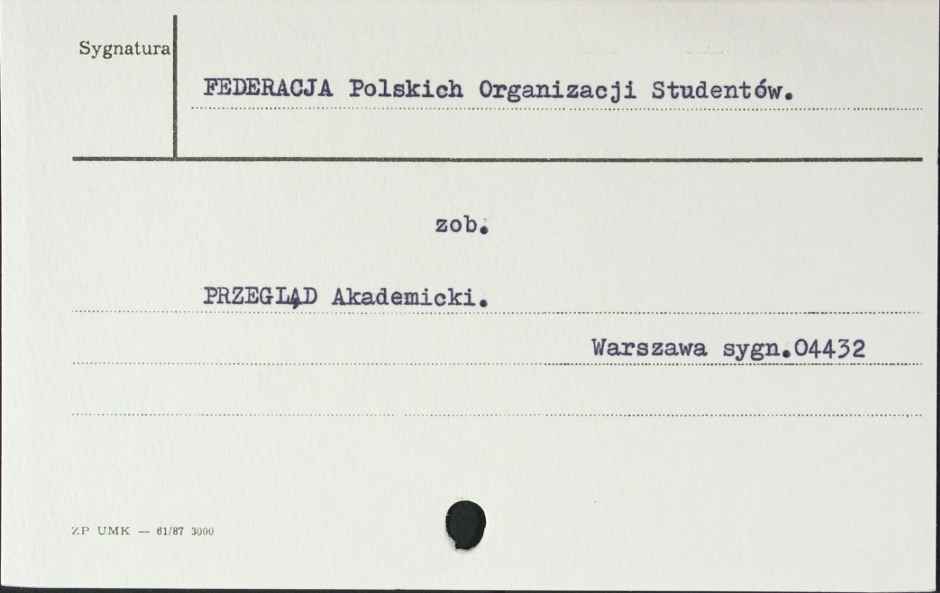 Sygnatura
FEDERACJA Polskich Organizacji Studentów.
zob.
PRZEGLĄD Akademicki.
Warszawa sygn.04432
ZP UMK — 61/87 3000